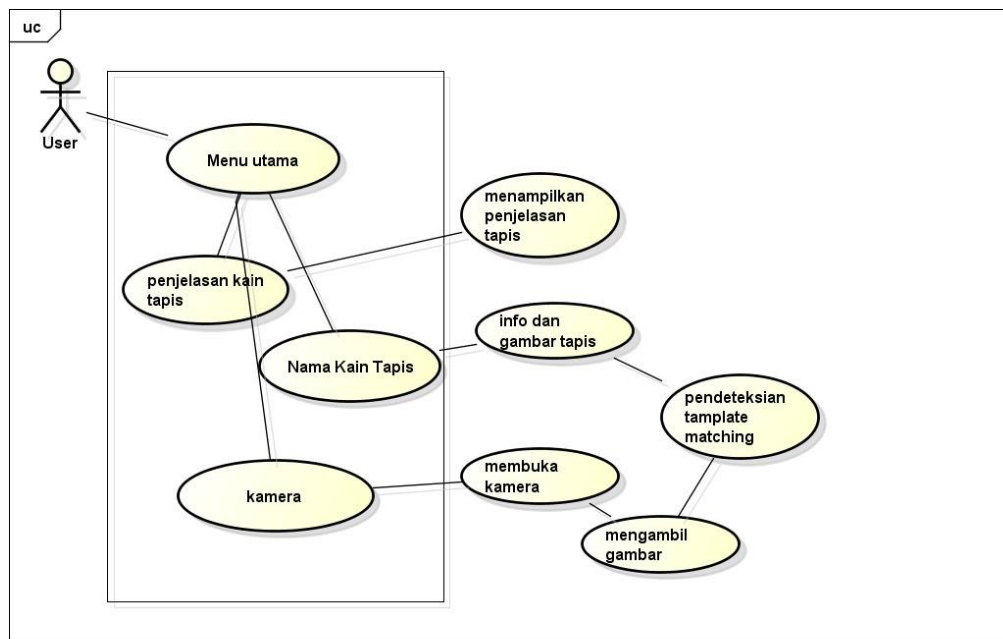 uc
User
Menu utama
menampilkan
penjelasan
tapis
penjelasan kain
tapis
info dan
gambar tapis
Nama Kain Tapis
pendeteksian
tamplate
matching
membuka
kamera
kamera
mengambil
gambar